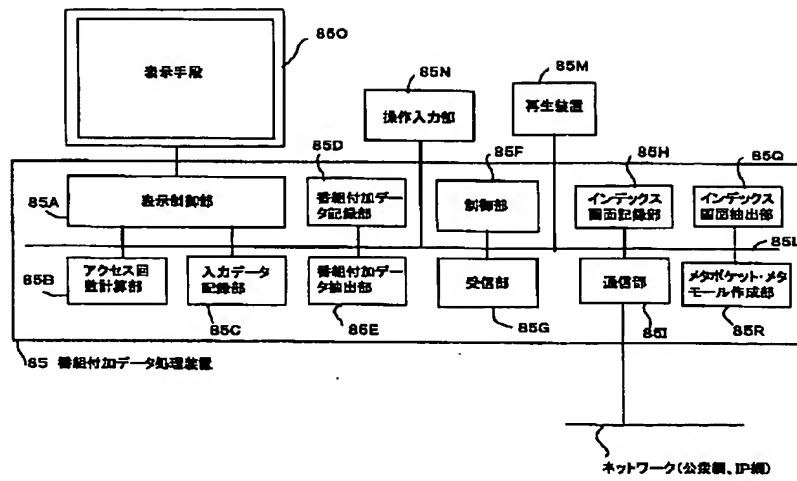 85O
表示手段
85N
操作入力部
85M
再生装置
85D
85F
85H
85Q
85A
表示制御部
番組付加デー
タ記録部
制御部
インデックス
画面記録部
インデックス
画面抽出部
85L
85B
アクセス回
数計算部
入力データ
記録部
85C
番組付加デー
タ抽出部
85E
受信部
85G
通信部
85I
メタポケット・メタ
モール作成部
85R
85 番組付加データ処理装置
ネットワーク(公衆網、IP網)